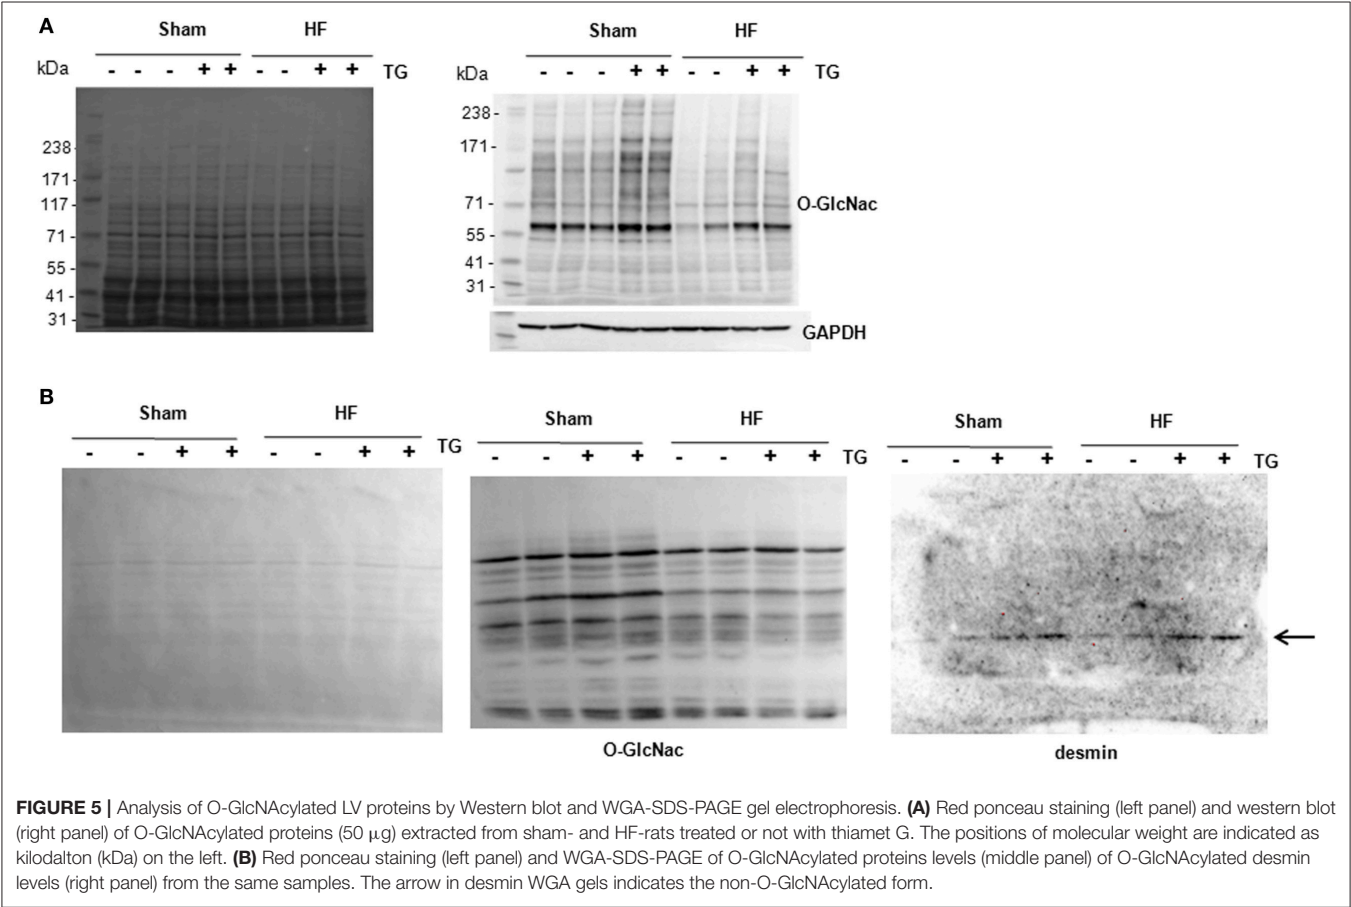 A
Sham HF
kDa - - - + + - - + + TG
238
171 -
117 -
71 -
55 -
41 -
31 -
Sham HF
kDa - - - + + - - + + TG
238 -
171 -
71 -
55 -
41 -
31 -
O-GlcNac
GAPDH
B
Sham HF
- - + + - - + + TG
Sham HF
- - + + - - + + TG
O-GlcNac
Sham HF
- - + + - - + + TG
desmin
FIGURE 5 | Analysis of O-GlcNAcylated LV proteins by Western blot and WGA-SDS-PAGE gel electrophoresis. (A) Red ponceau staining (left panel) and western blot
(right panel) of O-GlcNAcylated proteins (50 μg) extracted from sham- and HF-rats treated or not with thiamet G. The positions of molecular weight are indicated as
kilodalton (kDa) on the left. (B) Red ponceau staining (left panel) and WGA-SDS-PAGE of O-GlcNAcylated proteins levels (middle panel) of O-GlcNAcylated desmin
levels (right panel) from the same samples. The arrow in desmin WGA gels indicates the non-O-GlcNAcylated form.